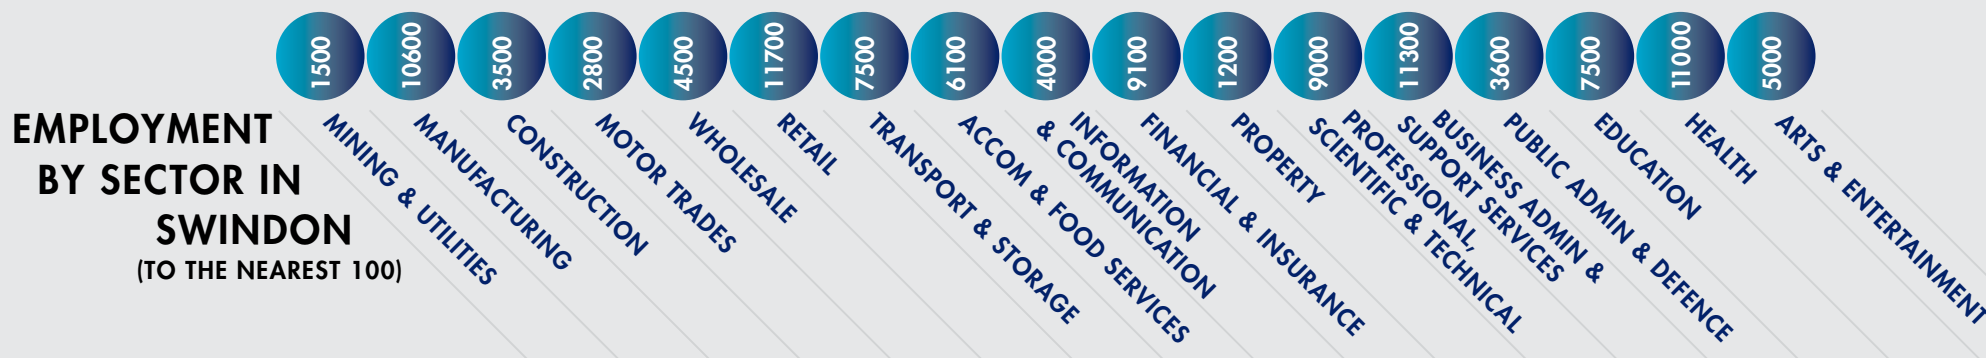 EMPLOYMENT
BY SECTOR IN
SWINDON
(TO THE NEAREST 100)
1500
MINING & UTILITIES
10600
MANUFACTURING
3500
CONSTRUCTION
2800
MOTOR TRADES
4500
WHOLESALE
11700
RETAIL
7500
TRANSPORT & STORAGE
6100
ACCOM & FOOD SERVICES
4000
INFORMATION
& COMMUNICATION
9100
FINANCIAL & INSURANCE
1200
PROPERTY
9000
PROFESSIONAL,
SCIENTIFIC & TECHNICAL
11300
BUSINESS ADMIN &
SUPPORT SERVICES
3600
PUBLIC ADMIN & DEFENCE
7500
EDUCATION
11000
HEALTH
5000
ARTS & ENTERTAINMENT